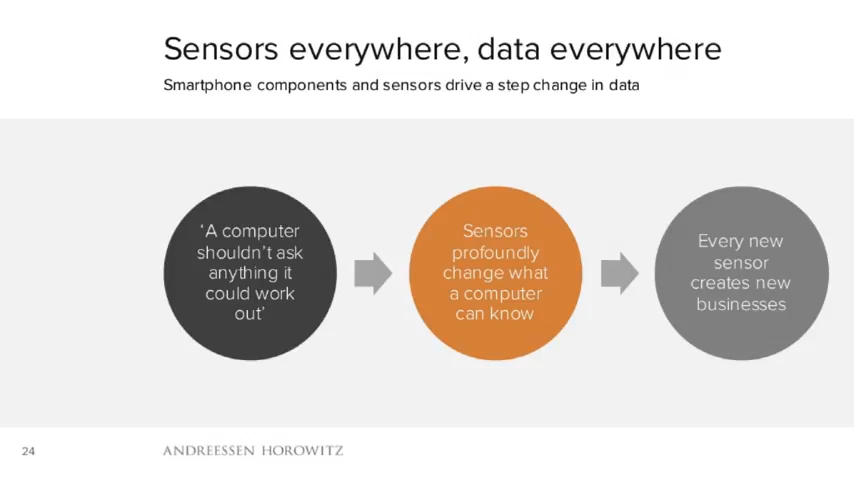 Sensors everywhere, data everywhere
Smartphone components and sensors drive a step change in data
‘A computer
shouldn’t ask
anything it
could work
out’
Sensors
profoundly
change what
a computer
can know
Every new
sensor
creates new
businesses
24
ANDREESSEN HOROWITZ